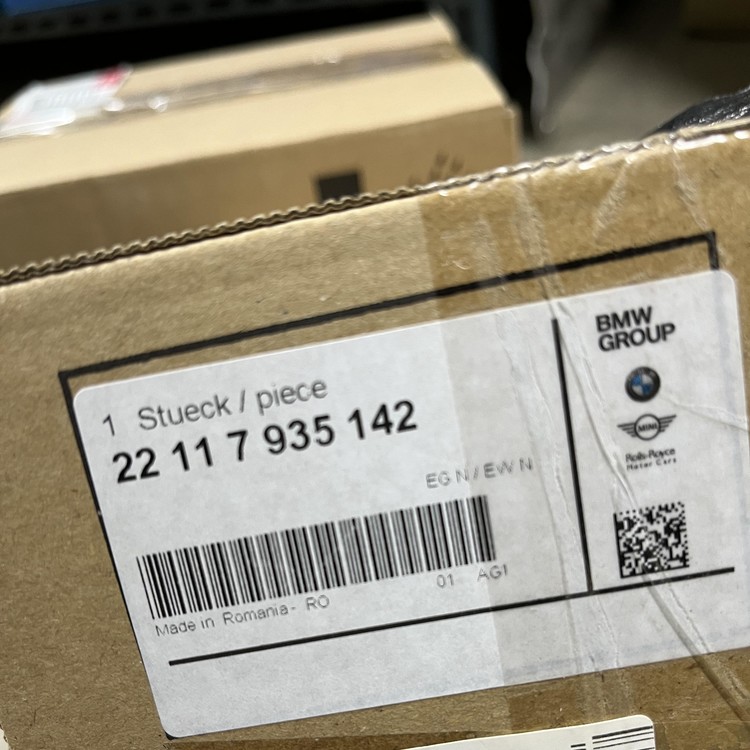 1 Stueck / piece
22 11 7 935 142
EG N / EW N
01 AGI
Made in Romania - RO
BMW
GROUP
MINI
Rolls-Royce
Motor Cars